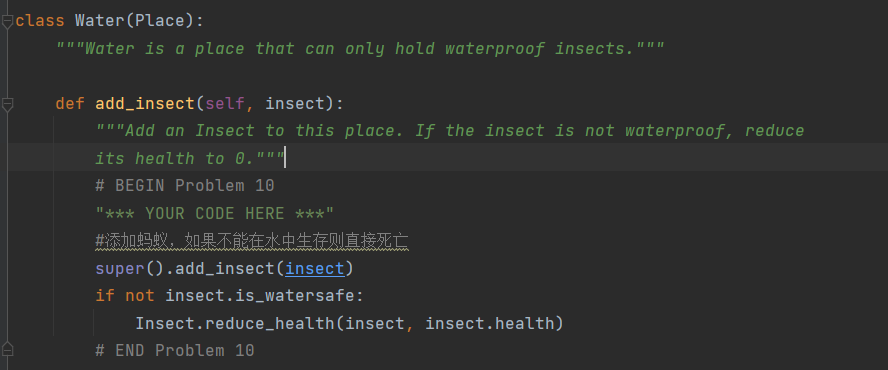 class Water(Place):
"""Water is a place that can only hold waterproof insects."""
def add_insect(self, insect):
"""Add an Insect to this place. If the insect is not waterproof, reduce
its health to 0."""
# BEGIN Problem 10
"*** YOUR CODE HERE ***"
#添加蚂蚁，如果不能在水中生存则直接死亡
super().add_insect(insect)
if not insect.is_watersafe:
Insect.reduce_health(insect, insect.health)
# END Problem 10